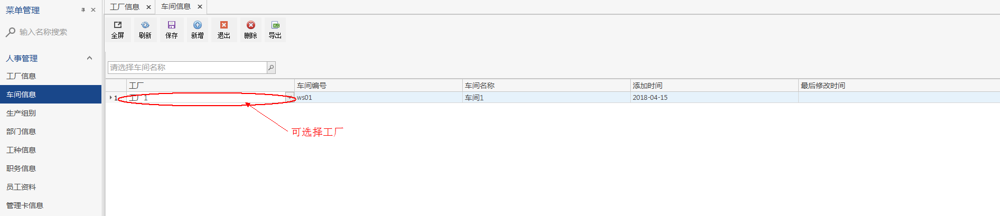 菜单管理
输入名称搜索
人事管理
工厂信息
车间信息
生产组别
部门信息
工种信息
职务信息
员工资料
管理卡信息
工厂信息 车间信息
全屏 刷新 保存 新增 退出 删除 导出
请选择车间名称
工厂 车间编号 车间名称 添加时间 最后修改时间
1 工厂1 ws01 车间1 2018-04-15
可选择工厂